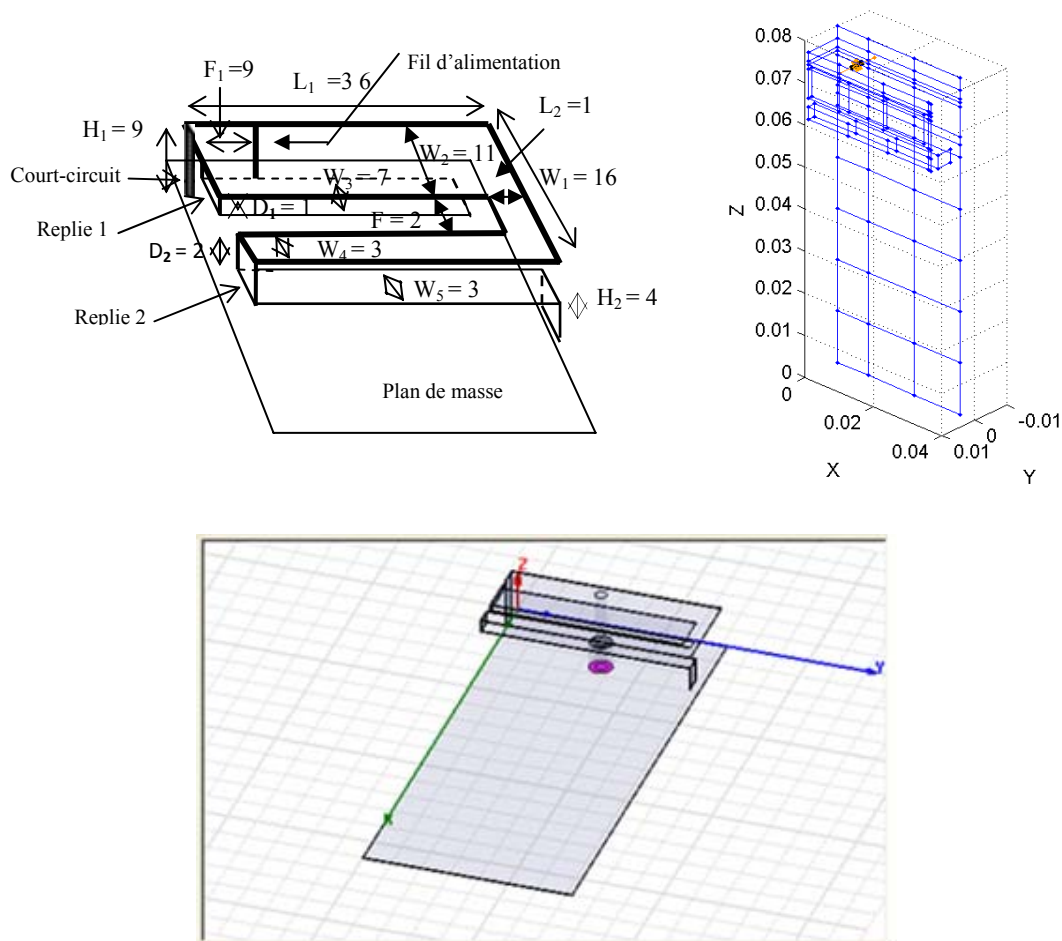 F₁ =9
L₁ =3 6
Fil d’alimentation
L₂ =1
H₁ = 9
W₂ = 11
Court-circuit
W₃ = 7
W₁ = 16
D₁ = 1
Replie 1
F = 2
D₂ = 2
W₄ = 3
W₅ = 3
H₂ = 4
Replie 2
Plan de masse
0.08
0.07
0.06
0.05
0.04
0.03
0.02
0.01
0
Z
0
0.02
0.04
X
0.01
0
-0.01
Y
Z
Y
X